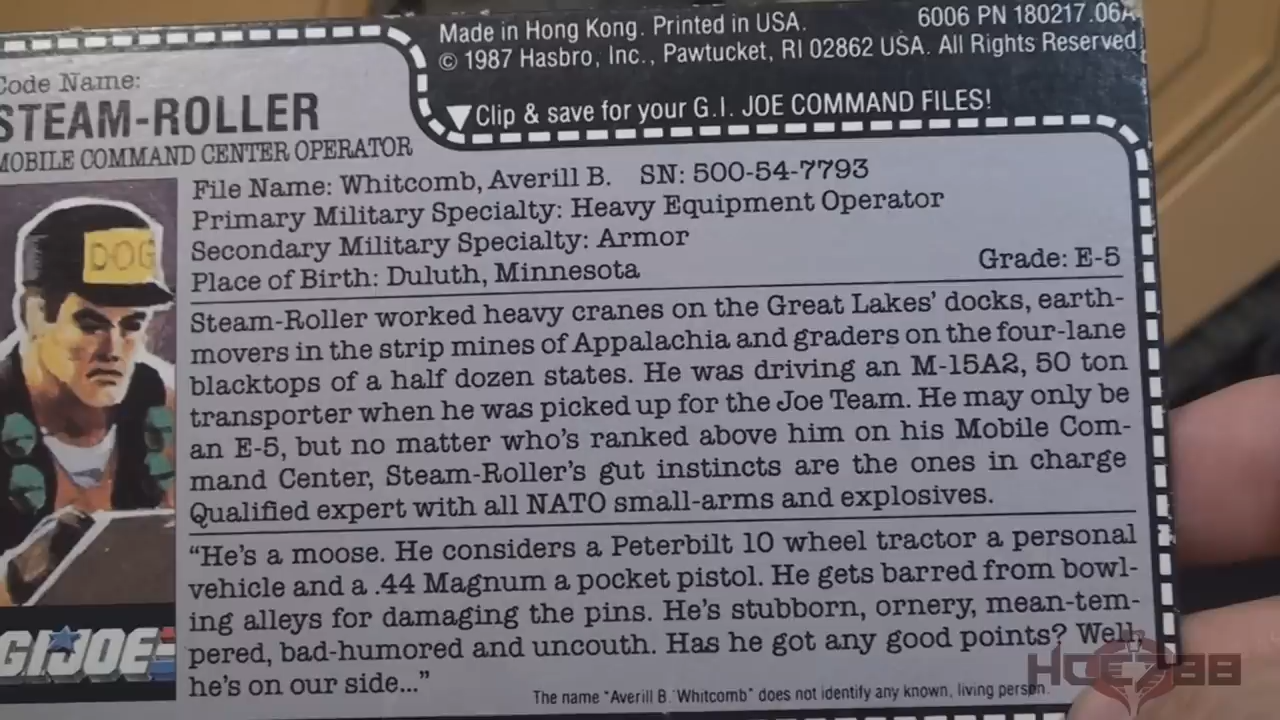 Made in Hong Kong. Printed in USA.
6006 PN 180217.06A
© 1987 Hasbro, Inc., Pawtucket, RI 02862 USA. All Rights Reserved
Clip & save for your G.I. JOE COMMAND FILES!
Code Name:
STEAM-ROLLER
MOBILE COMMAND CENTER OPERATOR
DOG
File Name: Whitcomb, Averill B. SN: 500-54-7793
Primary Military Specialty: Heavy Equipment Operator
Secondary Military Specialty: Armor
Place of Birth: Duluth, Minnesota
Grade: E-5
Steam-Roller worked heavy cranes on the Great Lakes' docks, earth-
movers in the strip mines of Appalachia and graders on the four-lane
blacktops of a half dozen states. He was driving an M-15A2, 50 ton
transporter when he was picked up for the Joe Team. He may only be
an E-5, but no matter who's ranked above him on his Mobile Com-
mand Center, Steam-Roller's gut instincts are the ones in charge
Qualified expert with all NATO small-arms and explosives.
"He's a moose. He considers a Peterbilt 10 wheel tractor a personal
vehicle and a .44 Magnum a pocket pistol. He gets barred from bowl-
ing alleys for damaging the pins. He's stubborn, ornery, mean-tem-
pered, bad-humored and uncouth. Has he got any good points? Well,
he's on our side..."
GI JOE
The name "Averill B. Whitcomb" does not identify any known, living person.
HCC788